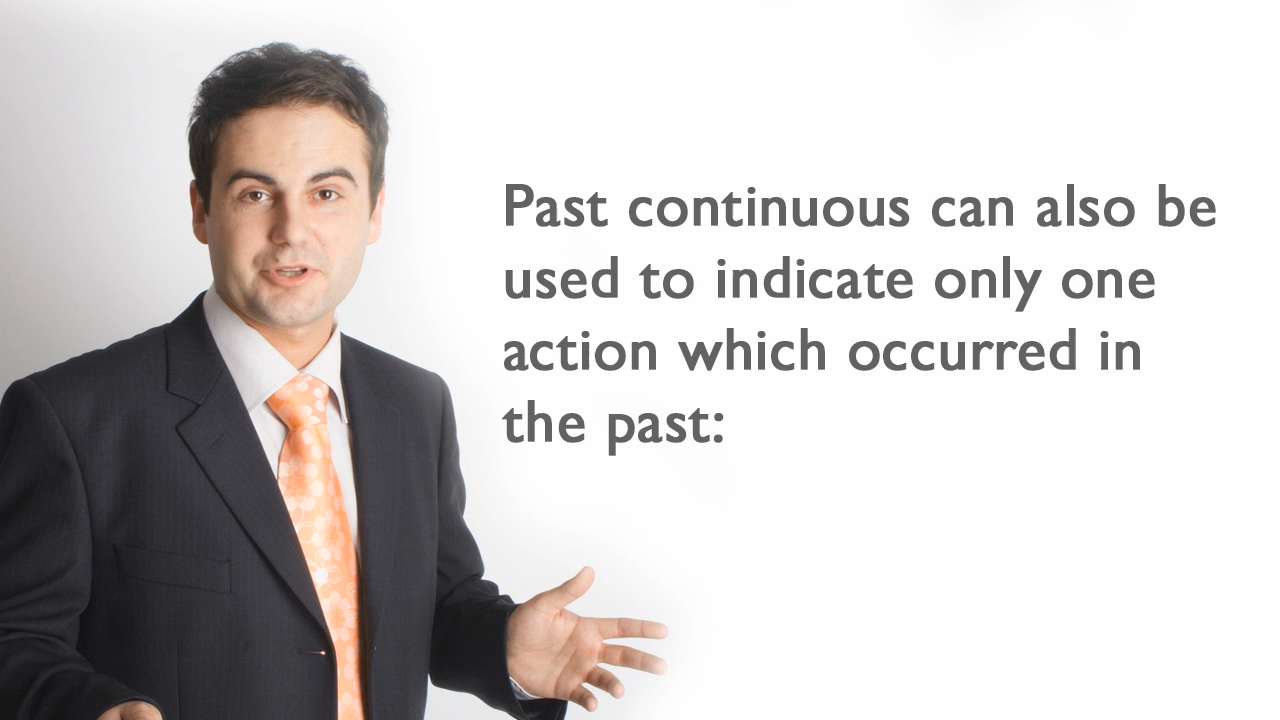 Past continuous can also be
used to indicate only one
action which occurred in
the past: